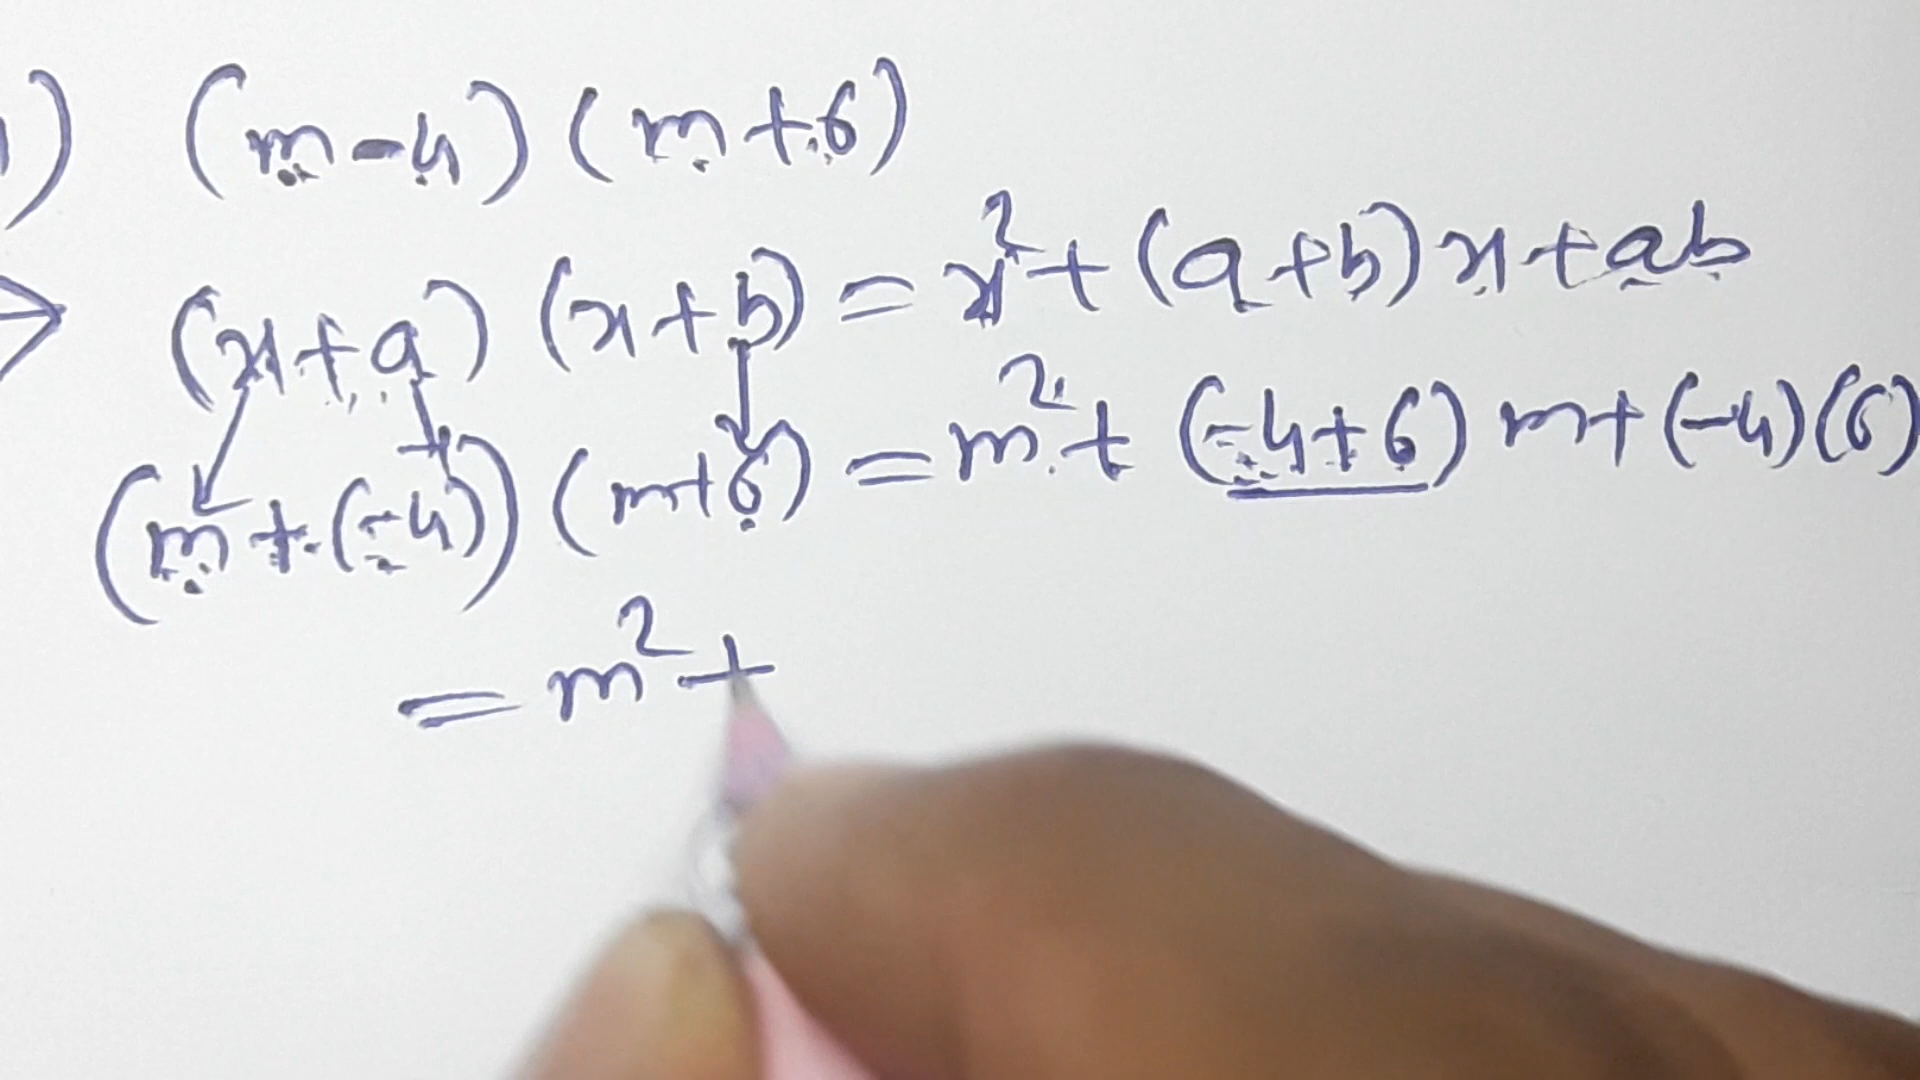 ) (m-4)(m+6)
→ (x+a)(x+b)=x²+(a+b)x+ab
(m+(-4))(m+6)=m²+(-4+6)m+(-4)(6)
=m²+